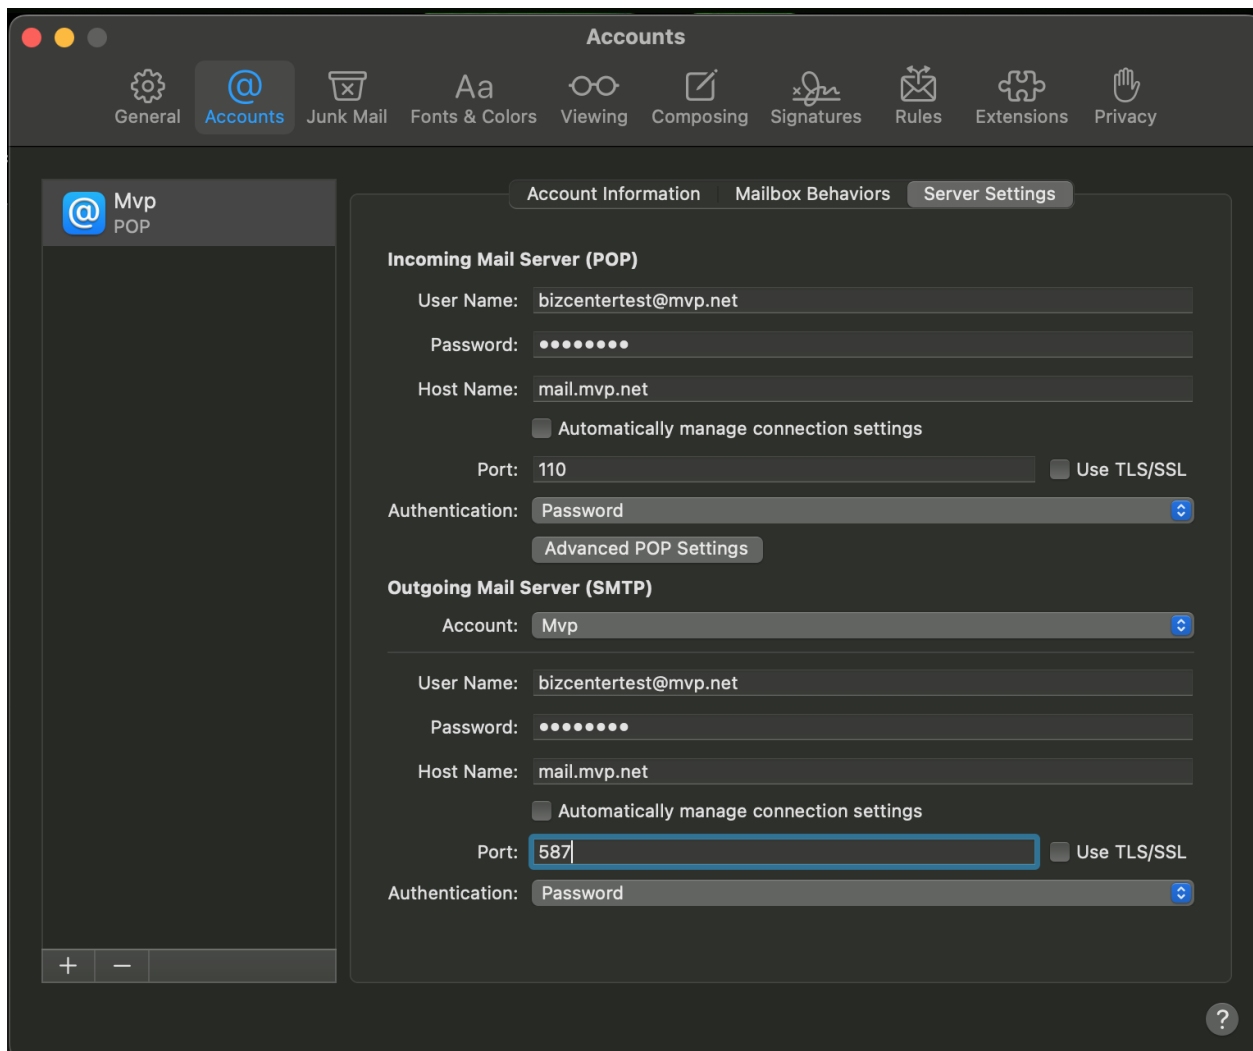 Accounts
General
Accounts
Junk Mail
Aa
Fonts & Colors
Viewing
Composing
Signatures
Rules
Extensions
Privacy
@ Mvp
POP
Account Information
Mailbox Behaviors
Server Settings
Incoming Mail Server (POP)
User Name: bizcentertest@mvp.net
Password: ●●●●●●●●
Host Name: mail.mvp.net
Automatically manage connection settings
Port: 110 Use TLS/SSL
Authentication: Password
Advanced POP Settings
Outgoing Mail Server (SMTP)
Account: Mvp
User Name: bizcentertest@mvp.net
Password: ●●●●●●●●
Host Name: mail.mvp.net
Automatically manage connection settings
Port: 587 Use TLS/SSL
Authentication: Password
+ −
?